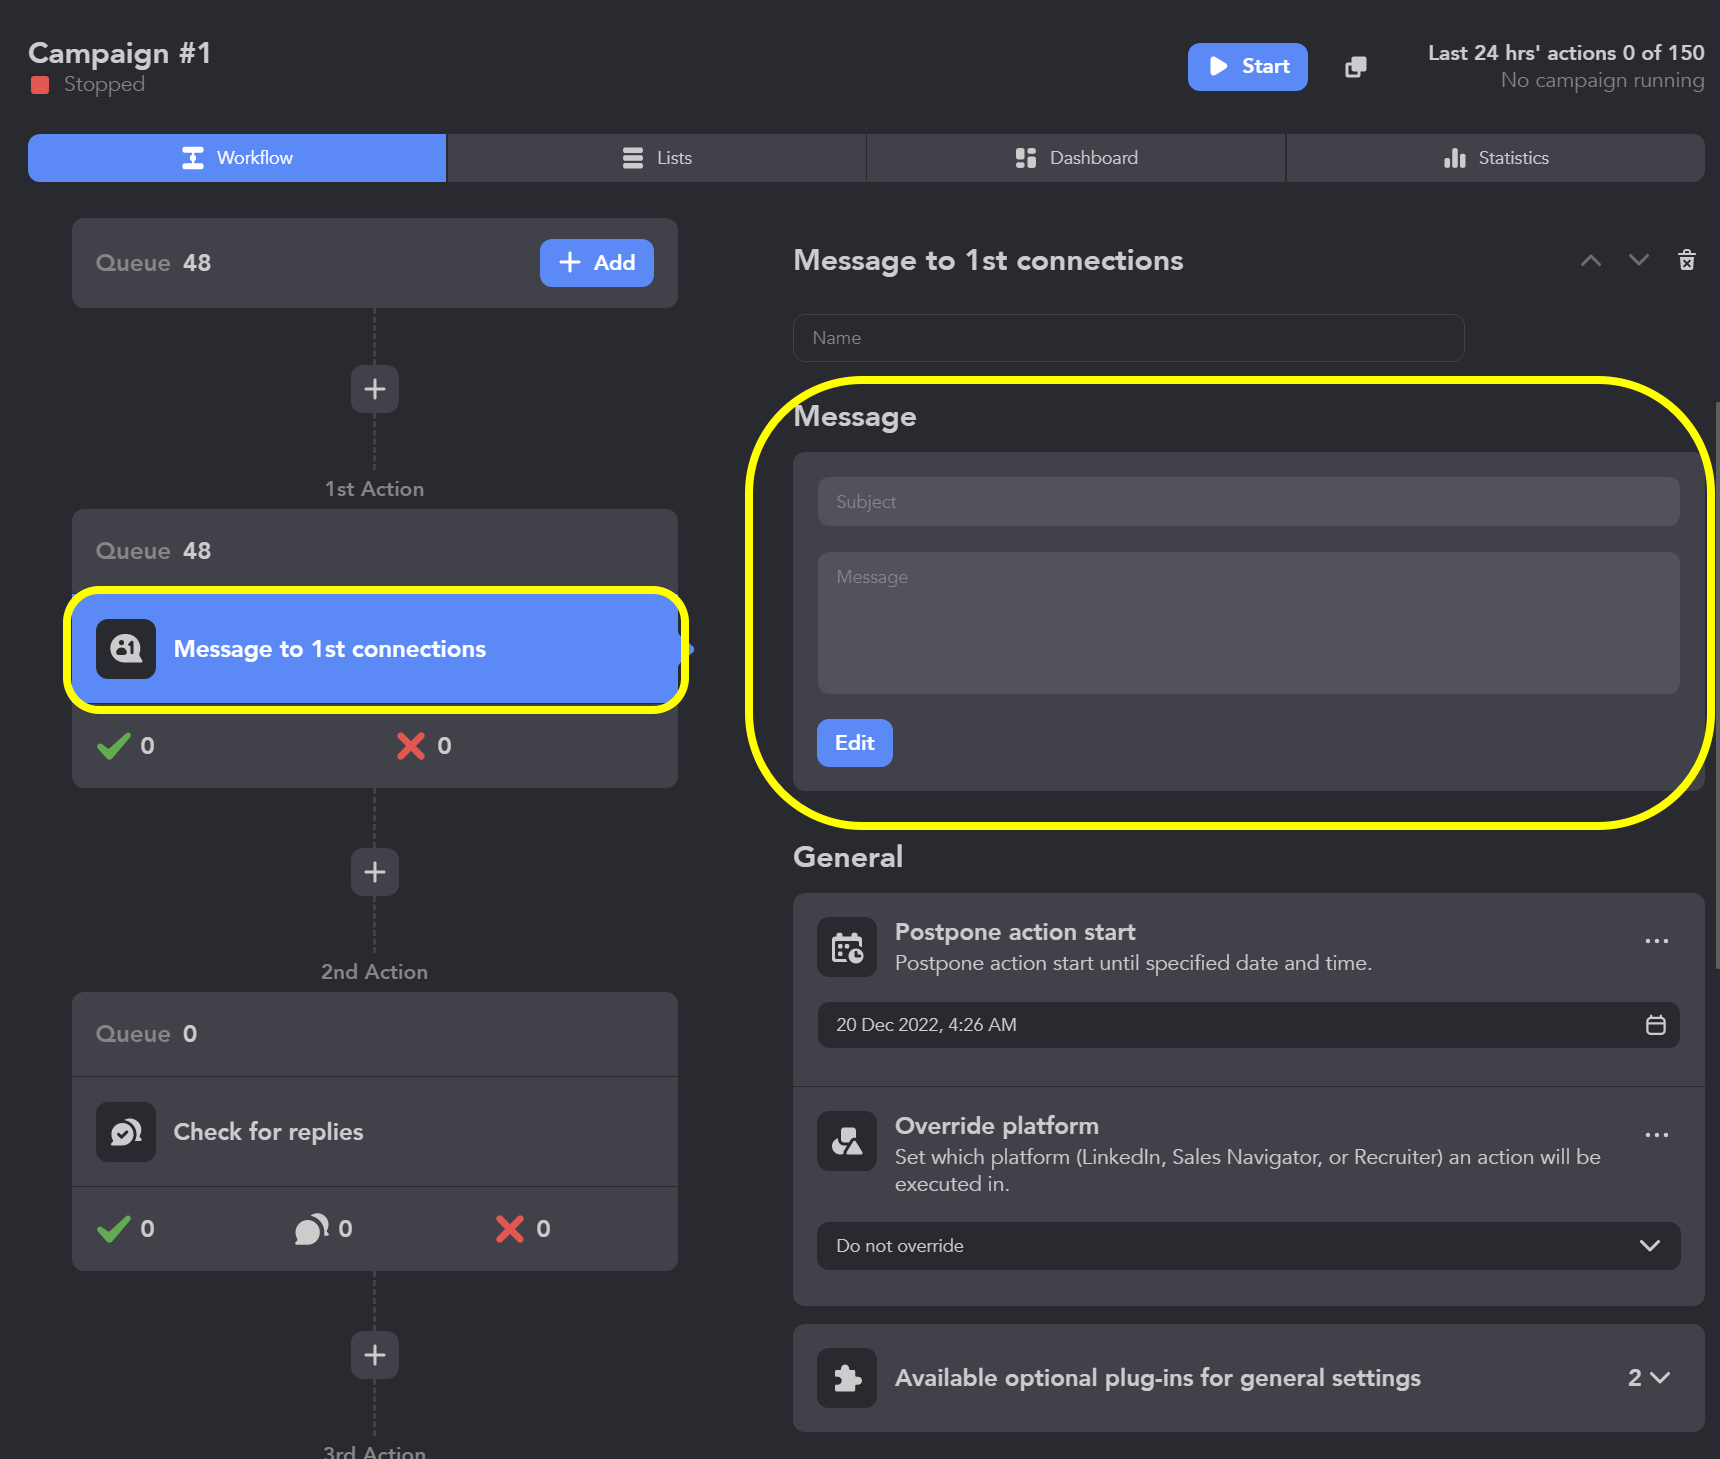 Campaign #1
Stopped
Start
Last 24 hrs' actions 0 of 150
No campaign running
Workflow
Lists
Dashboard
Statistics
Queue 48
Add
1st Action
Queue 48
Message to 1st connections
0
0
2nd Action
Queue 0
Check for replies
0
0
0
3rd Action
Message to 1st connections
Name
Message
Subject
Message
Edit
General
Postpone action start
Postpone action start until specified date and time.
20 Dec 2022, 4:26 AM
Override platform
Set which platform (LinkedIn, Sales Navigator, or Recruiter) an action will be
executed in.
Do not override
Available optional plug-ins for general settings
2